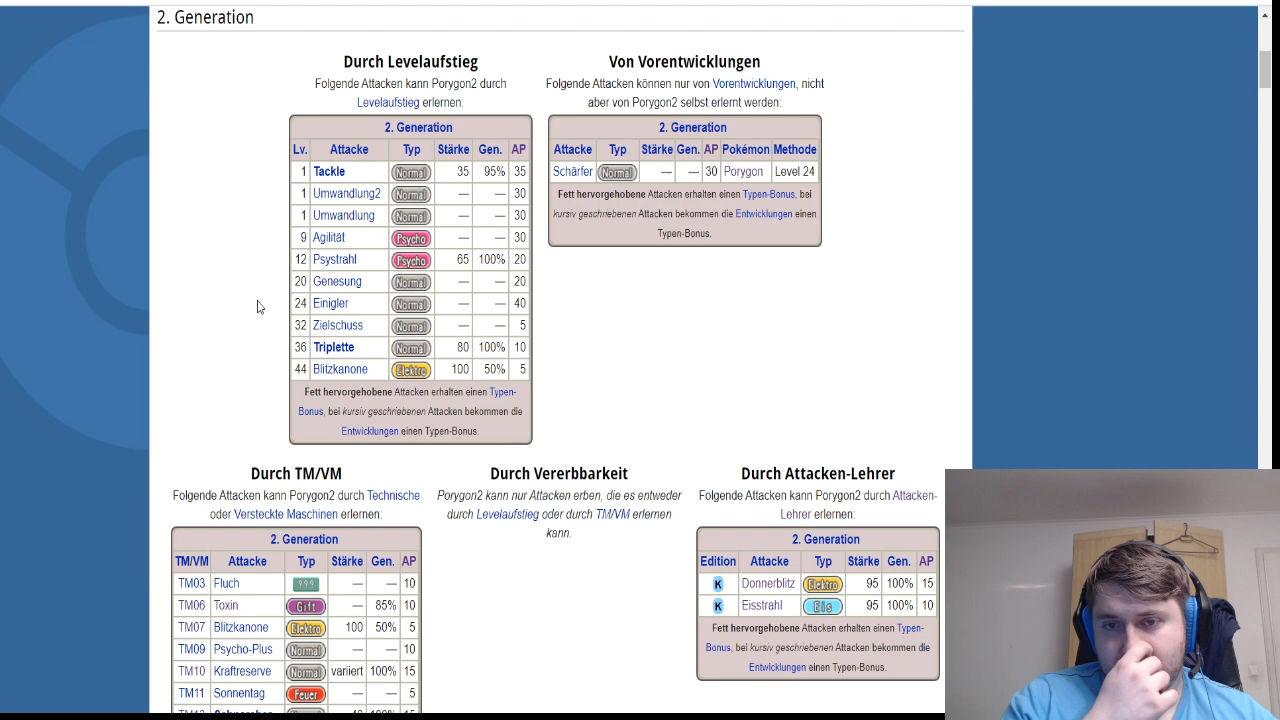 2. Generation
Durch Levelaufstieg
Folgende Attacken kann Porygon2 durch
Levelaufstieg erlernen:
2. Generation
Lv. Attacke Typ Stärke Gen. AP
1 Tackle Normal 35 95% 35
1 Umwandlung2 Normal — — 30
1 Umwandlung Normal — — 30
9 Agilität Psycho — — 30
12 Psystrahl Psycho 65 100% 20
20 Genesung Normal — — 20
24 Einigler Normal — — 40
32 Zielschuss Normal — — 5
36 Triplette Normal 80 100% 10
44 Blitzkanone Elektro 100 50% 5
Fett hervorgehobene Attacken erhalten einen Typen-
Bonus, bei kursiv geschriebenen Attacken bekommen die
Entwicklungen einen Typen-Bonus.
Von Vorentwicklungen
Folgende Attacken können nur von Vorentwicklungen, nicht
aber von Porygon2 selbst erlernt werden:
2. Generation
Attacke Typ Stärke Gen. AP Pokémon Methode
Schärfer Normal — — 30 Porygon Level 24
Fett hervorgehobene Attacken erhalten einen Typen-Bonus, bei
kursiv geschriebenen Attacken bekommen die Entwicklungen einen
Typen-Bonus.
Durch TM/VM
Folgende Attacken kann Porygon2 durch Technische
oder Versteckte Maschinen erlernen:
2. Generation
TM/VM Attacke Typ Stärke Gen. AP
TM03 Fluch ??? — — 10
TM06 Toxin Gift — 85% 10
TM07 Blitzkanone Elektro 100 50% 5
TM09 Psycho-Plus Normal — — 10
TM10 Kraftreserve Normal variiert 100% 15
TM11 Sonnentag Feuer — — 5
Durch Vererbbarkeit
Porygon2 kann nur Attacken erben, die es entweder
durch Levelaufstieg oder durch TM/VM erlernen
kann.
Durch Attacken-Lehrer
Folgende Attacken kann Porygon2 durch Attacken-
Lehrer erlernen:
2. Generation
Edition Attacke Typ Stärke Gen. AP
K Donnerblitz Elektro 95 100% 15
K Eisstrahl Eis 95 100% 10
Fett hervorgehobene Attacken erhalten einen Typen-
Bonus, bei kursiv geschriebenen Attacken bekommen die
Entwicklungen einen Typen-Bonus.